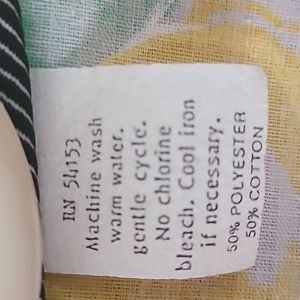 RN 54153
Machine wash
warm water,
gentle cycle.
No chlorine
bleach. Cool iron
if necessary.
50% POLYESTER
50% COTTON